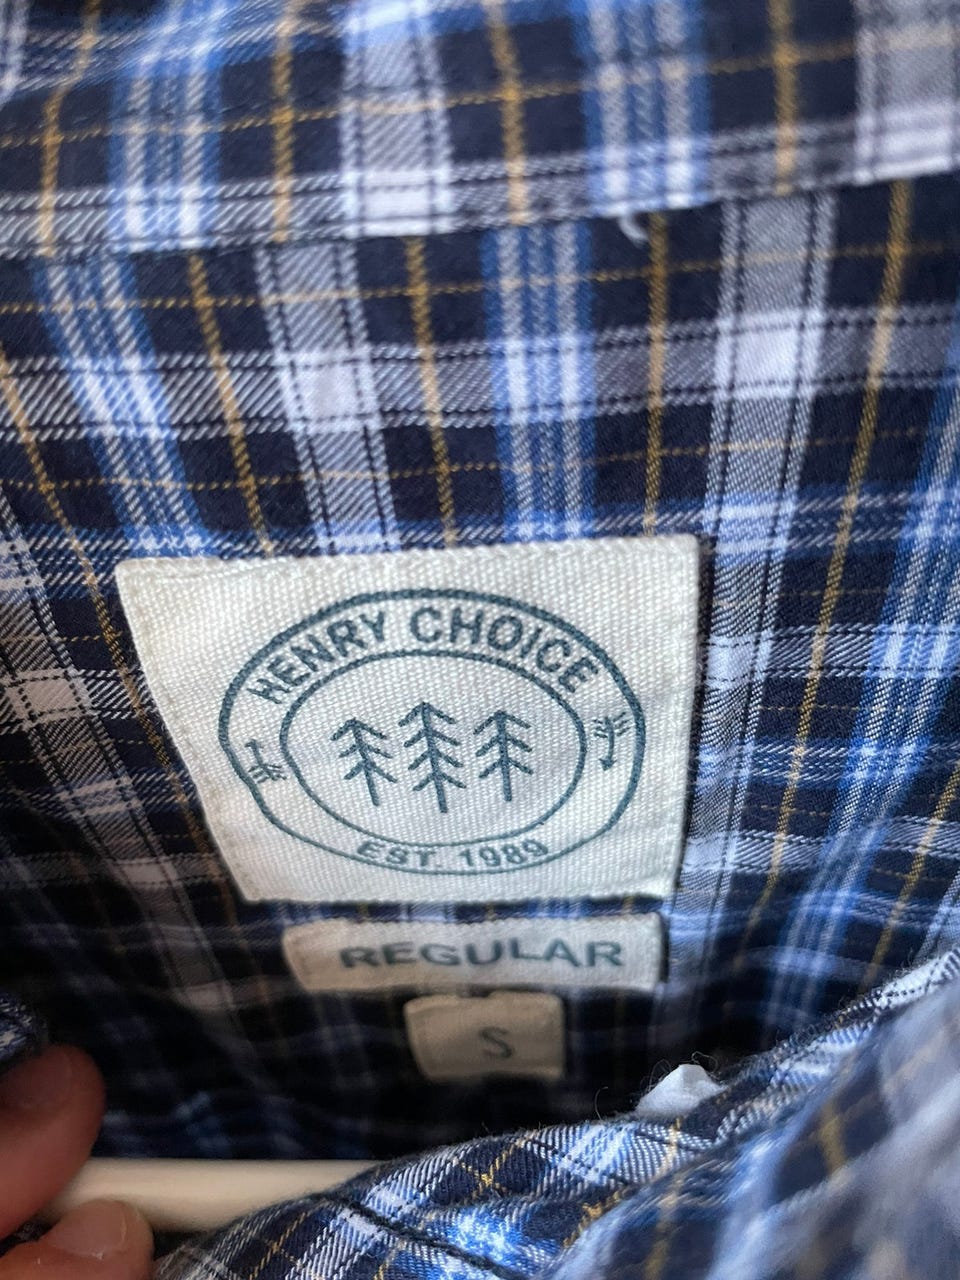 HENRY CHOICE
EST. 1989
REGULAR
S